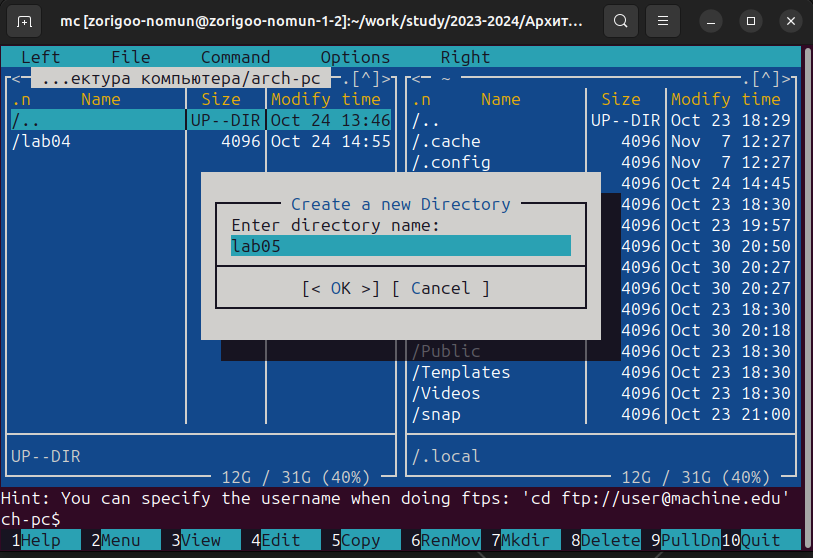 mc [zorigoo-nomun@zorigoo-nomun-1-2]:~/work/study/2023-2024/Архит...
Left File Command Options Right
<- ...ектура компьютера/arch-pc .[^]> <- ~ .[^]>
.n Name Size Modify time .n Name Size Modify time
/.. UP--DIR Oct 24 13:46 /.. UP--DIR Oct 23 18:29
/lab04 4096 Oct 24 14:55 /.cache 4096 Nov 7 12:27
/.config 4096 Nov 7 12:27
4096 Oct 24 14:45
Create a new Directory 4096 Oct 23 18:30
Enter directory name: 4096 Oct 23 19:57
lab05 4096 Oct 30 20:50
4096 Oct 30 20:27
[< OK >] [ Cancel ] 4096 Oct 30 20:27
4096 Oct 23 18:30
4096 Oct 30 20:18
/Public 4096 Oct 23 18:30
/Templates 4096 Oct 23 18:30
/Videos 4096 Oct 23 18:30
/snap 4096 Oct 23 21:00
UP--DIR /.local
12G / 31G (40%) 12G / 31G (40%)
Hint: You can specify the username when doing ftps: 'cd ftp://user@machine.edu'
ch-pc$
1Help 2Menu 3View 4Edit 5Copy 6RenMov 7Mkdir 8Delete 9PullDn 10Quit